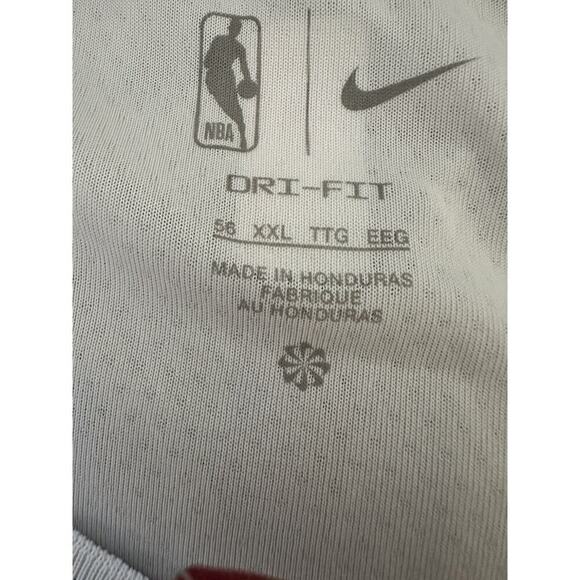 NBA
DRI-FIT
56 XXL TTG EEG
MADE IN HONDURAS
FABRIQUE
AU HONDURAS